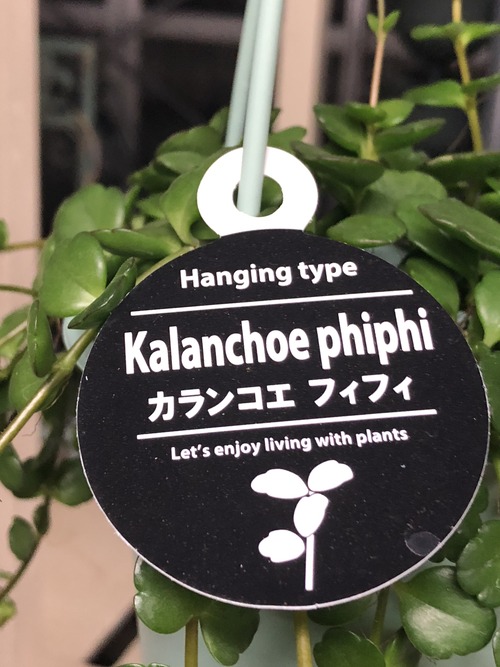 Hanging type
Kalanchoe phiphi
カランコエ フィフィ
Let's enjoy living with plants